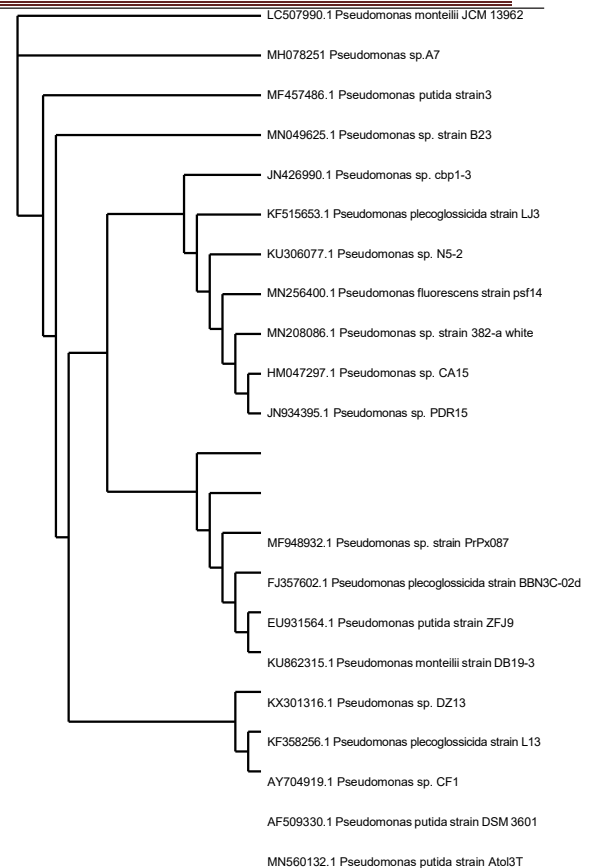 LC507990.1 Pseudomonas monteilii JCM 13962
MH078251 Pseudomonas sp.A7
MF457486.1 Pseudomonas putida strain3
MN049625.1 Pseudomonas sp. strain B23
JN426990.1 Pseudomonas sp. cbp1-3
KF515653.1 Pseudomonas plecoglossicida strain LJ3
KU306077.1 Pseudomonas sp. N5-2
MN256400.1 Pseudomonas fluorescens strain psf14
MN208086.1 Pseudomonas sp. strain 382-a white
HM047297.1 Pseudomonas sp. CA15
JN934395.1 Pseudomonas sp. PDR15
MF948932.1 Pseudomonas sp. strain PrPx087
FJ357602.1 Pseudomonas plecoglossicida strain BBN3C-02d
EU931564.1 Pseudomonas putida strain ZFJ9
KU862315.1 Pseudomonas monteilii strain DB19-3
KX301316.1 Pseudomonas sp. DZ13
KF358256.1 Pseudomonas plecoglossicida strain L13
AY704919.1 Pseudomonas sp. CF1
AF509330.1 Pseudomonas putida strain DSM 3601
MN560132.1 Pseudomonas putida strain Atol3T